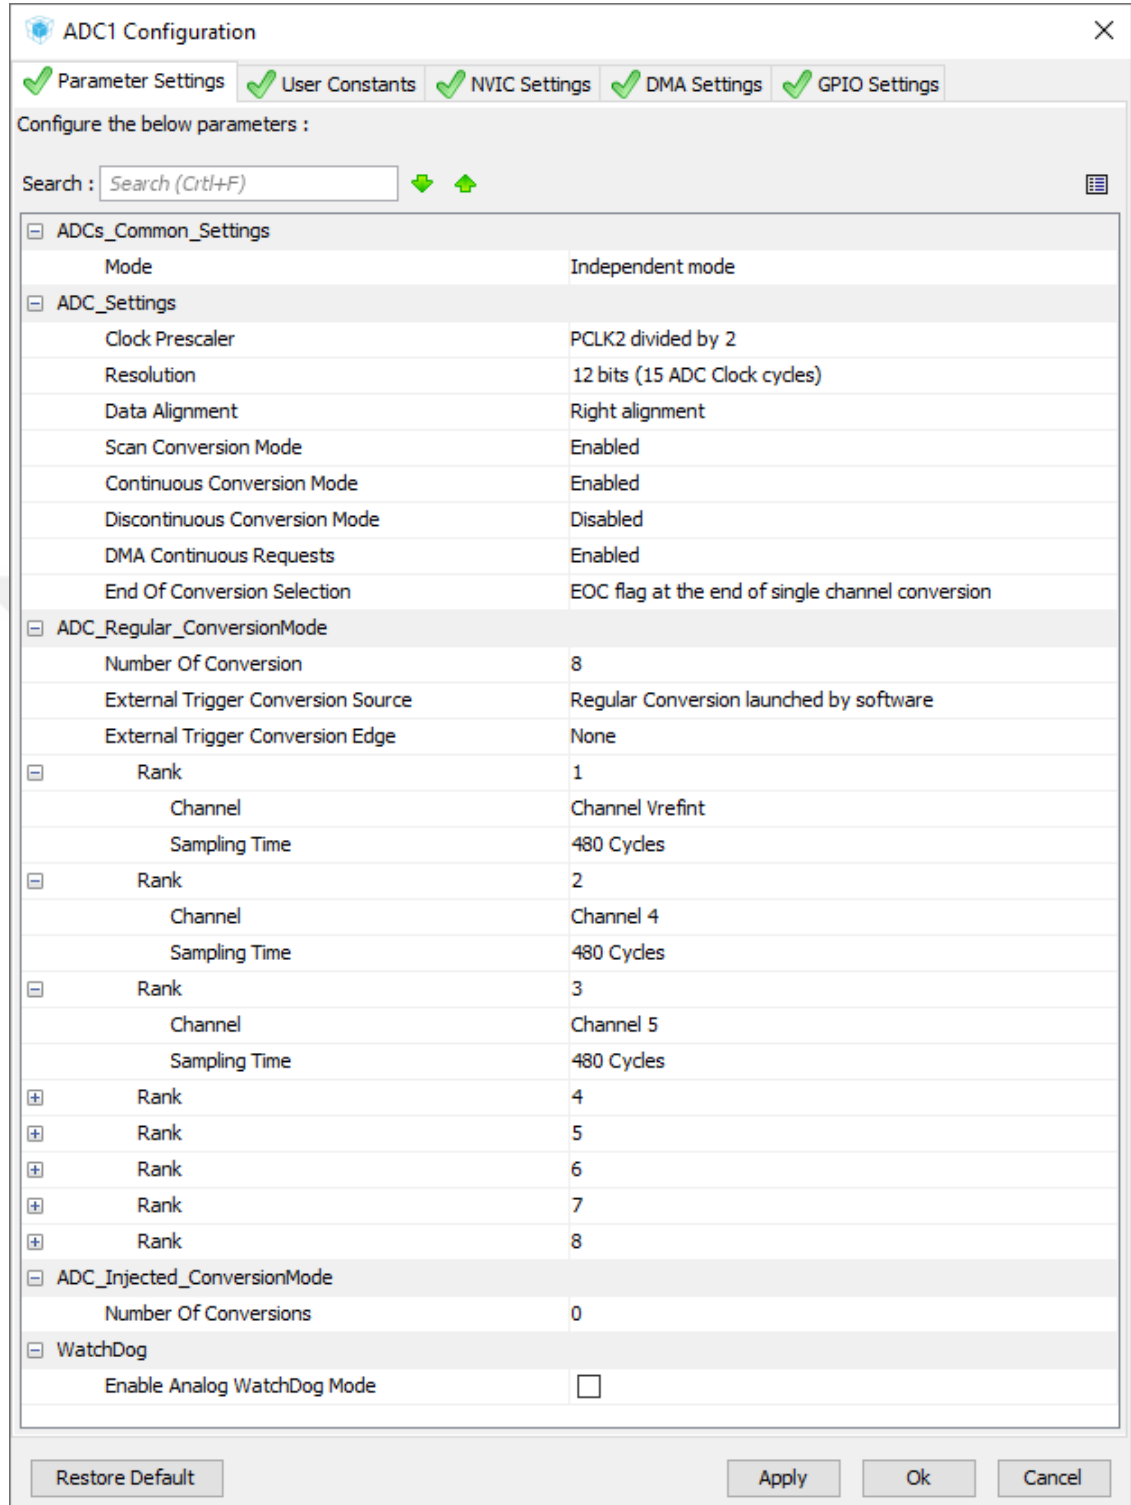 ADC1 Configuration
Parameter Settings User Constants NVIC Settings DMA Settings GPIO Settings
Configure the below parameters :
Search : Search (Crtl+F)
ADCs_Common_Settings
Mode Independent mode
ADC_Settings
Clock Prescaler PCLK2 divided by 2
Resolution 12 bits (15 ADC Clock cycles)
Data Alignment Right alignment
Scan Conversion Mode Enabled
Continuous Conversion Mode Enabled
Discontinuous Conversion Mode Disabled
DMA Continuous Requests Enabled
End Of Conversion Selection EOC flag at the end of single channel conversion
ADC_Regular_ConversionMode
Number Of Conversion 8
External Trigger Conversion Source Regular Conversion launched by software
External Trigger Conversion Edge None
Rank 1
Channel Channel Vrefint
Sampling Time 480 Cycles
Rank 2
Channel Channel 4
Sampling Time 480 Cycles
Rank 3
Channel Channel 5
Sampling Time 480 Cycles
Rank 4
Rank 5
Rank 6
Rank 7
Rank 8
ADC_Injected_ConversionMode
Number Of Conversions 0
WatchDog
Enable Analog WatchDog Mode
Restore Default Apply Ok Cancel